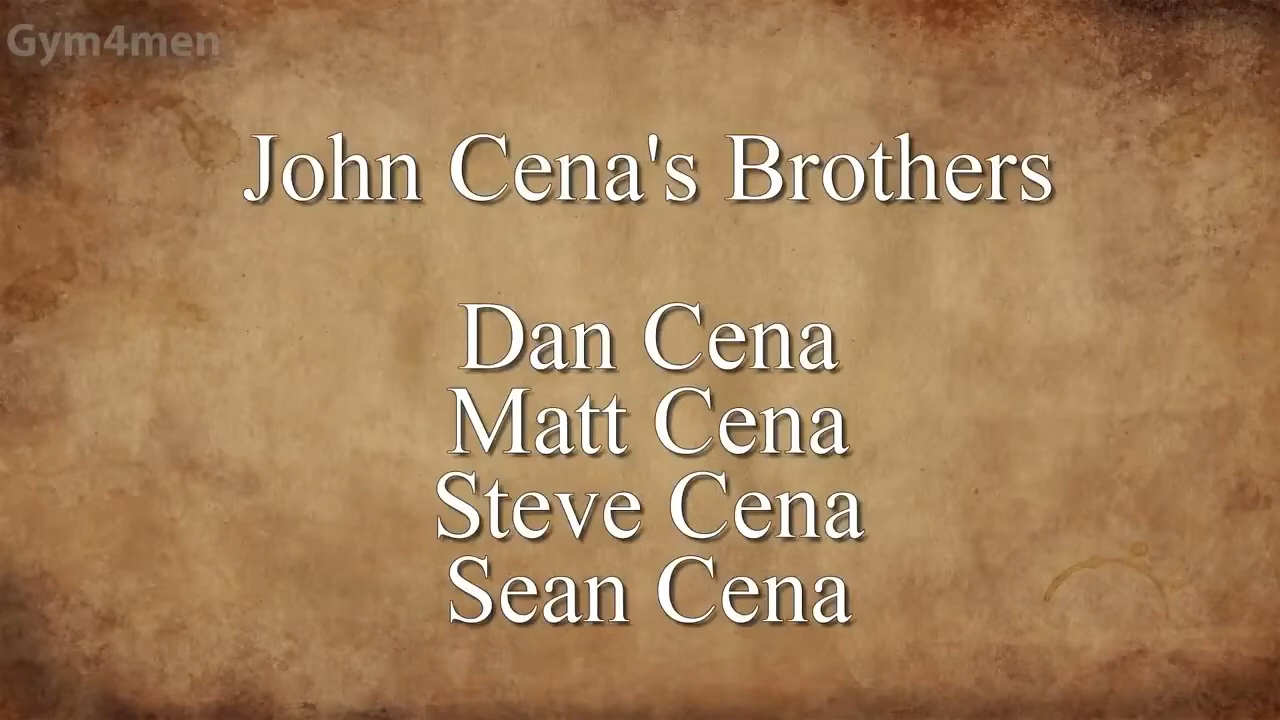 Gym4men
John Cena's Brothers
Dan Cena
Matt Cena
Steve Cena
Sean Cena